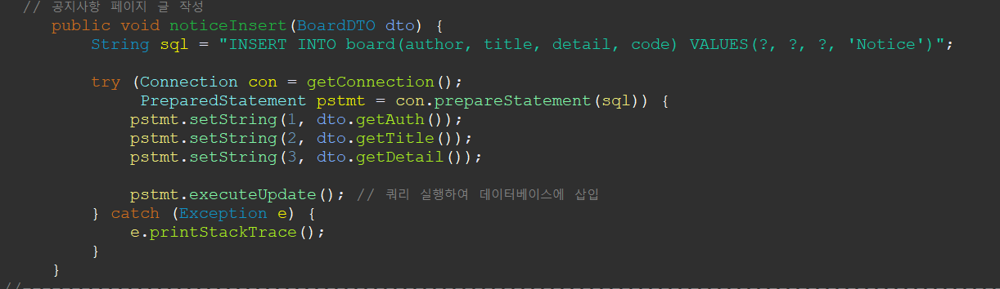 // 공지사항 페이지 글 작성
public void noticeInsert(BoardDTO dto) {
String sql = "INSERT INTO board(author, title, detail, code) VALUES(?, ?, ?, 'Notice')";
try (Connection con = getConnection();
PreparedStatement pstmt = con.prepareStatement(sql)) {
pstmt.setString(1, dto.getAuth());
pstmt.setString(2, dto.getTitle());
pstmt.setString(3, dto.getDetail());
pstmt.executeUpdate(); // 쿼리 실행하여 데이터베이스에 삽입
} catch (Exception e) {
e.printStackTrace();
}
}